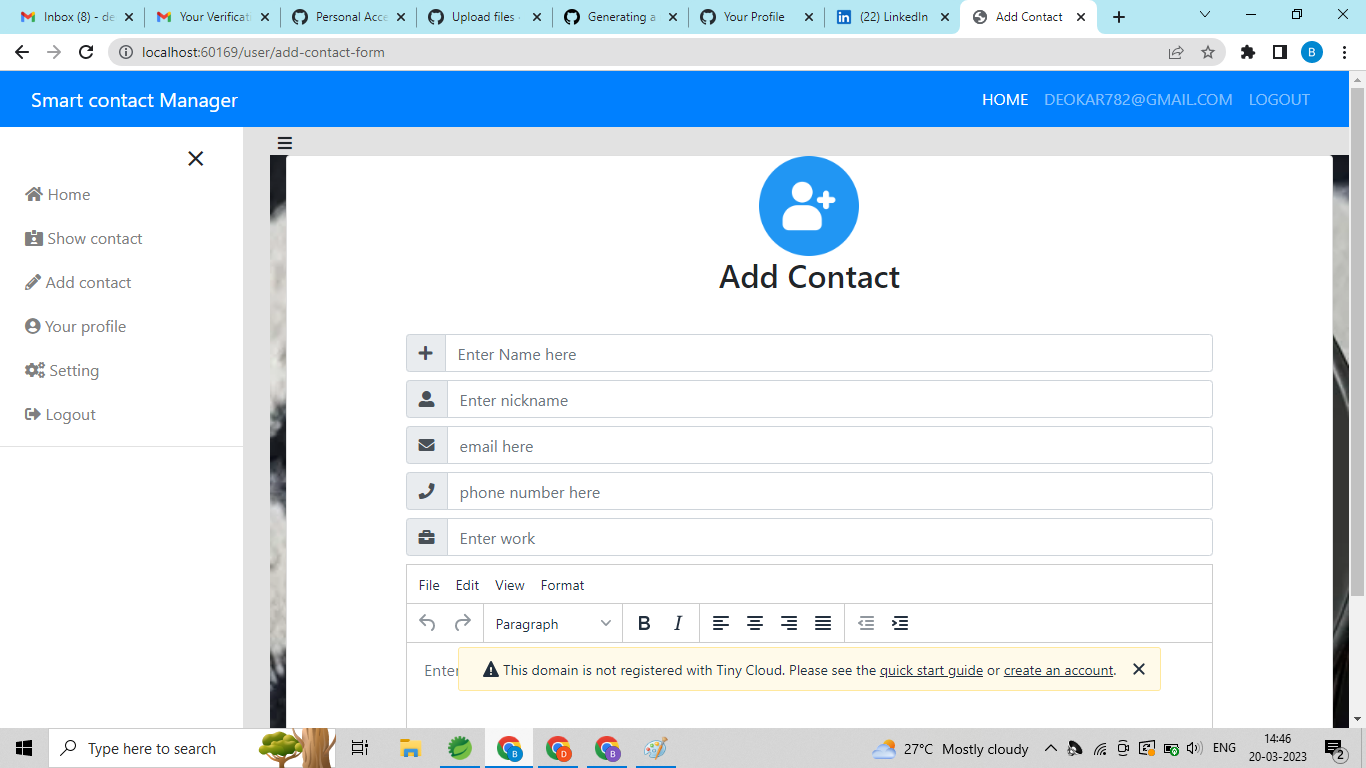 Inbox (8) - de
Your Verificat
Personal Acce
Upload files ·
Generating a
Your Profile
(22) LinkedIn
Add Contact
localhost:60169/user/add-contact-form
B
Smart contact Manager
HOME
DEOKAR782@GMAIL.COM
LOGOUT
Home
Show contact
Add contact
Your profile
Setting
Logout
Add Contact
Enter Name here
Enter nickname
email here
phone number here
Enter work
File Edit View Format
Paragraph B I
Enter
This domain is not registered with Tiny Cloud. Please see the quick start guide or create an account.
Type here to search
B
D
B
27°C Mostly cloudy
ENG
14:46
20-03-2023
2